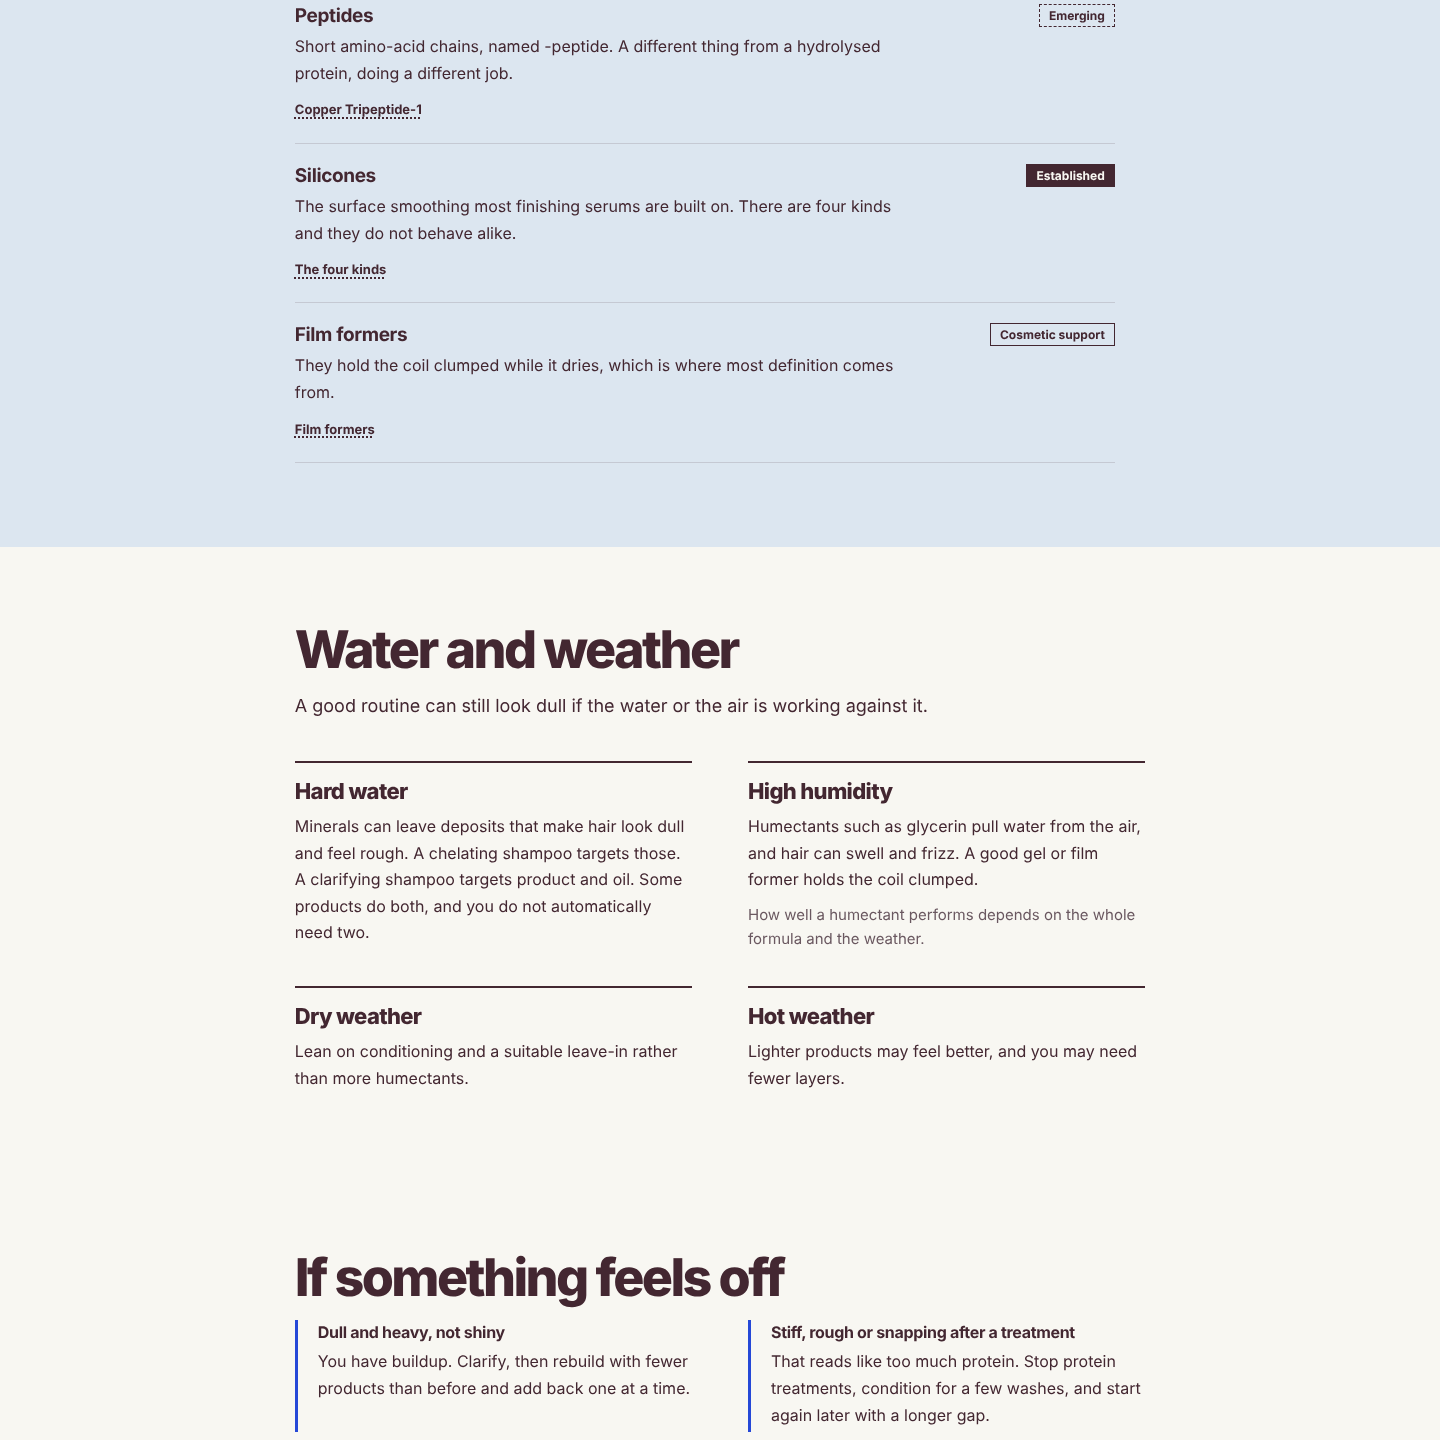 Peptides
Emerging
Short amino-acid chains, named -peptide. A different thing from a hydrolysed
protein, doing a different job.
Copper Tripeptide-1
Silicones
Established
The surface smoothing most finishing serums are built on. There are four kinds
and they do not behave alike.
The four kinds
Film formers
Cosmetic support
They hold the coil clumped while it dries, which is where most definition comes
from.
Film formers
Water and weather
A good routine can still look dull if the water or the air is working against it.
Hard water
Minerals can leave deposits that make hair look dull
and feel rough. A chelating shampoo targets those.
A clarifying shampoo targets product and oil. Some
products do both, and you do not automatically
need two.
High humidity
Humectants such as glycerin pull water from the air,
and hair can swell and frizz. A good gel or film
former holds the coil clumped.
How well a humectant performs depends on the whole
formula and the weather.
Dry weather
Lean on conditioning and a suitable leave-in rather
than more humectants.
Hot weather
Lighter products may feel better, and you may need
fewer layers.
If something feels off
Dull and heavy, not shiny
You have buildup. Clarify, then rebuild with fewer
products than before and add back one at a time.
Stiff, rough or snapping after a treatment
That reads like too much protein. Stop protein
treatments, condition for a few washes, and start
again later with a longer gap.